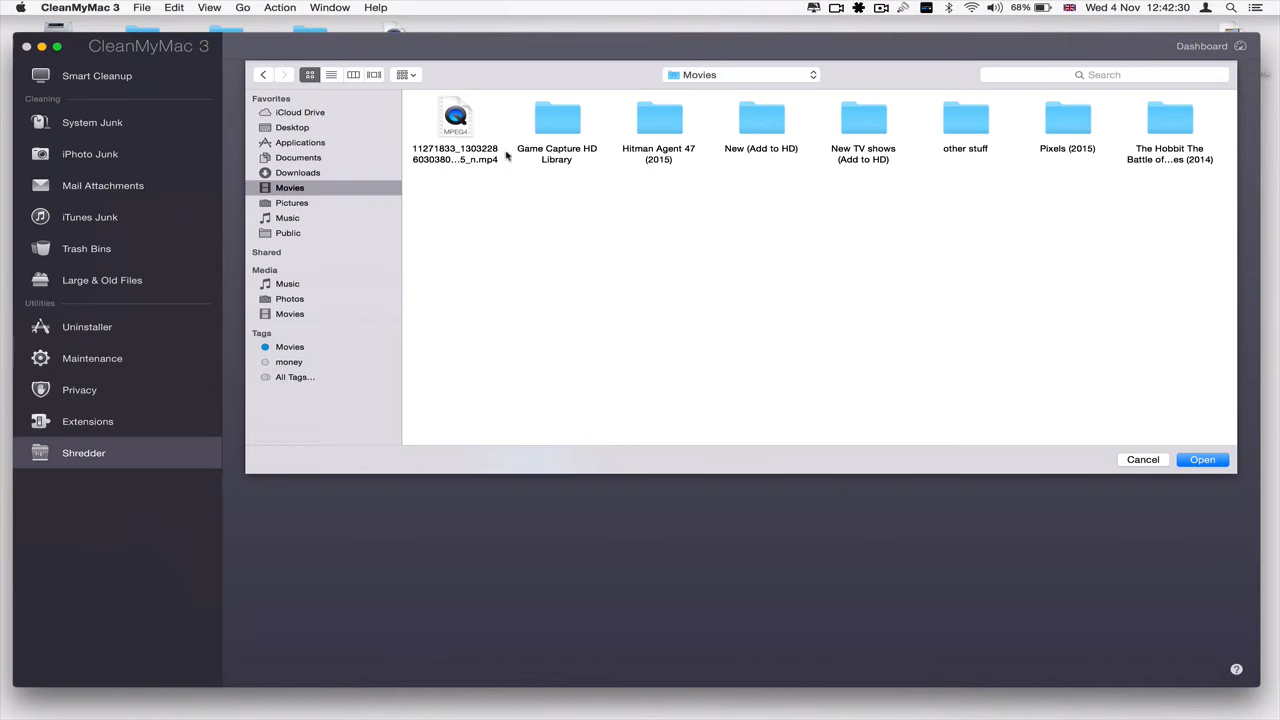 CleanMyMac 3 File Edit View Go Action Window Help 68% Wed 4 Nov 12:42:30
CleanMyMac 3
Dashboard
Smart Cleanup
Cleaning
System Junk
iPhoto Junk
Mail Attachments
iTunes Junk
Trash Bins
Large & Old Files
Utilities
Uninstaller
Maintenance
Privacy
Extensions
Shredder
Movies
Search
Favorites
iCloud Drive
Desktop
Applications
Documents
Downloads
Movies
Pictures
Music
Public
Shared
Media
Music
Photos
Movies
Tags
Movies
money
All Tags...
MPEG4
11271833_1303228
6030380...5_n.mp4
Game Capture HD
Library
Hitman Agent 47
(2015)
New (Add to HD)
New TV shows
(Add to HD)
other stuff
Pixels (2015)
The Hobbit The
Battle of...es (2014)
Cancel
Open
?